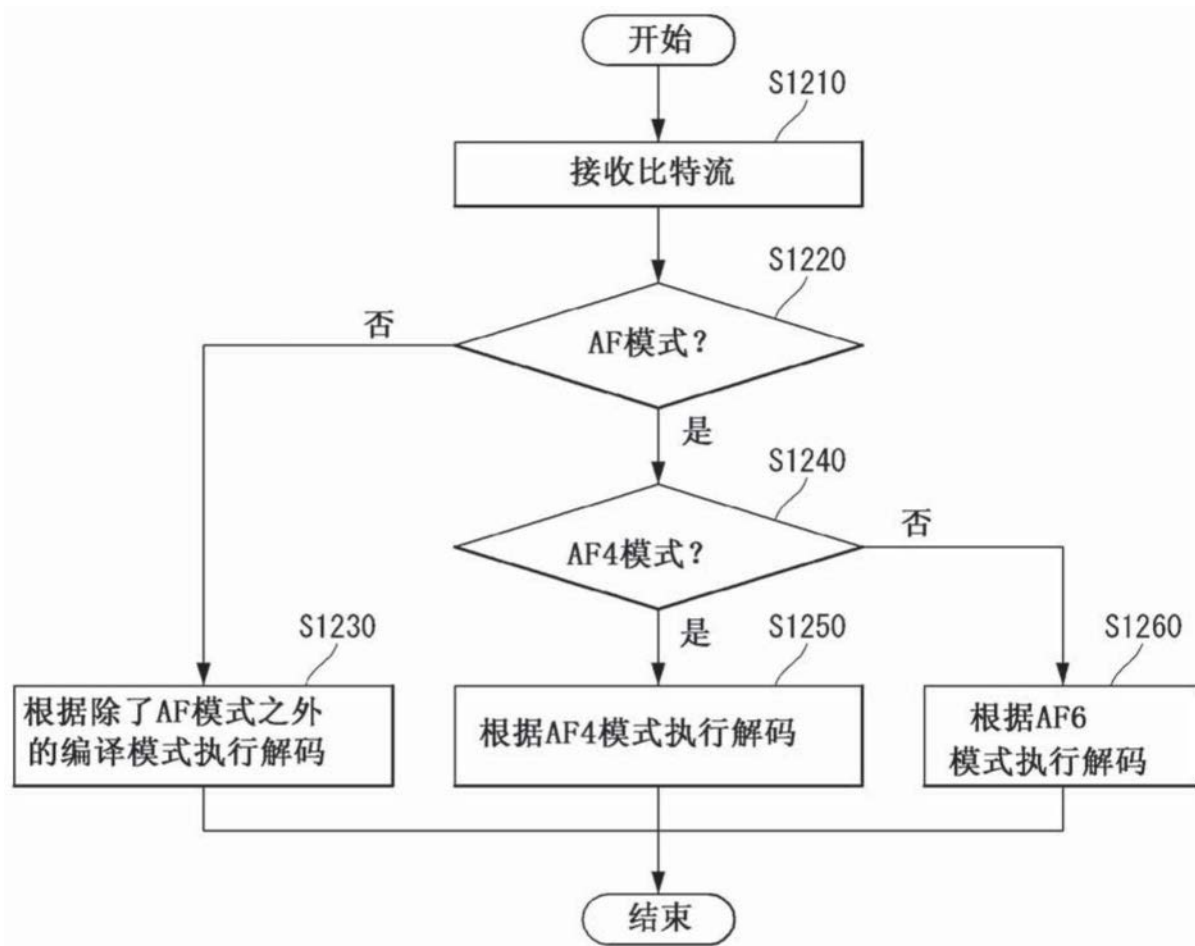 开始
S1210
接收比特流
S1220
AF模式？
否
是
S1240
AF4模式？
否
是
S1230
根据除了AF模式之外
的编译模式执行解码
S1250
根据AF4模式执行解码
S1260
根据AF6
模式执行解码
结束